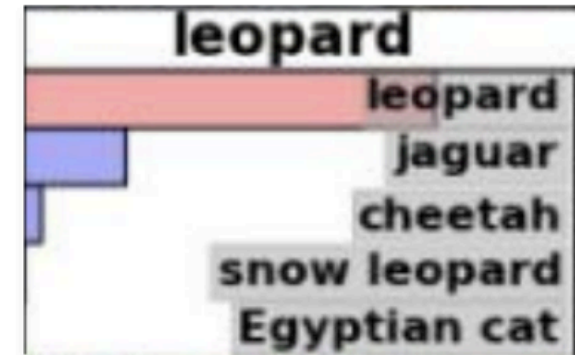 leopard
leopard
jaguar
cheetah
snow leopard
Egyptian cat